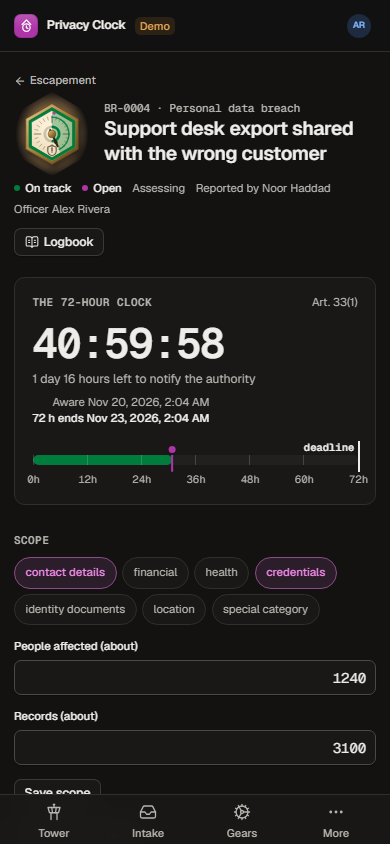 Privacy Clock Demo AR
← Escapement
BR-0004 · Personal data breach
Support desk export shared
with the wrong customer
On track Open Assessing Reported by Noor Haddad
Officer Alex Rivera
Logbook
THE 72-HOUR CLOCK Art. 33(1)
40:59:58
1 day 16 hours left to notify the authority
Aware Nov 20, 2026, 2:04 AM
72 h ends Nov 23, 2026, 2:04 AM
deadline
0h 12h 24h 36h 48h 60h 72h
SCOPE
contact details financial health credentials
identity documents location special category
People affected (about)
1240
Records (about)
3100
Save scope
Tower Intake Gears More